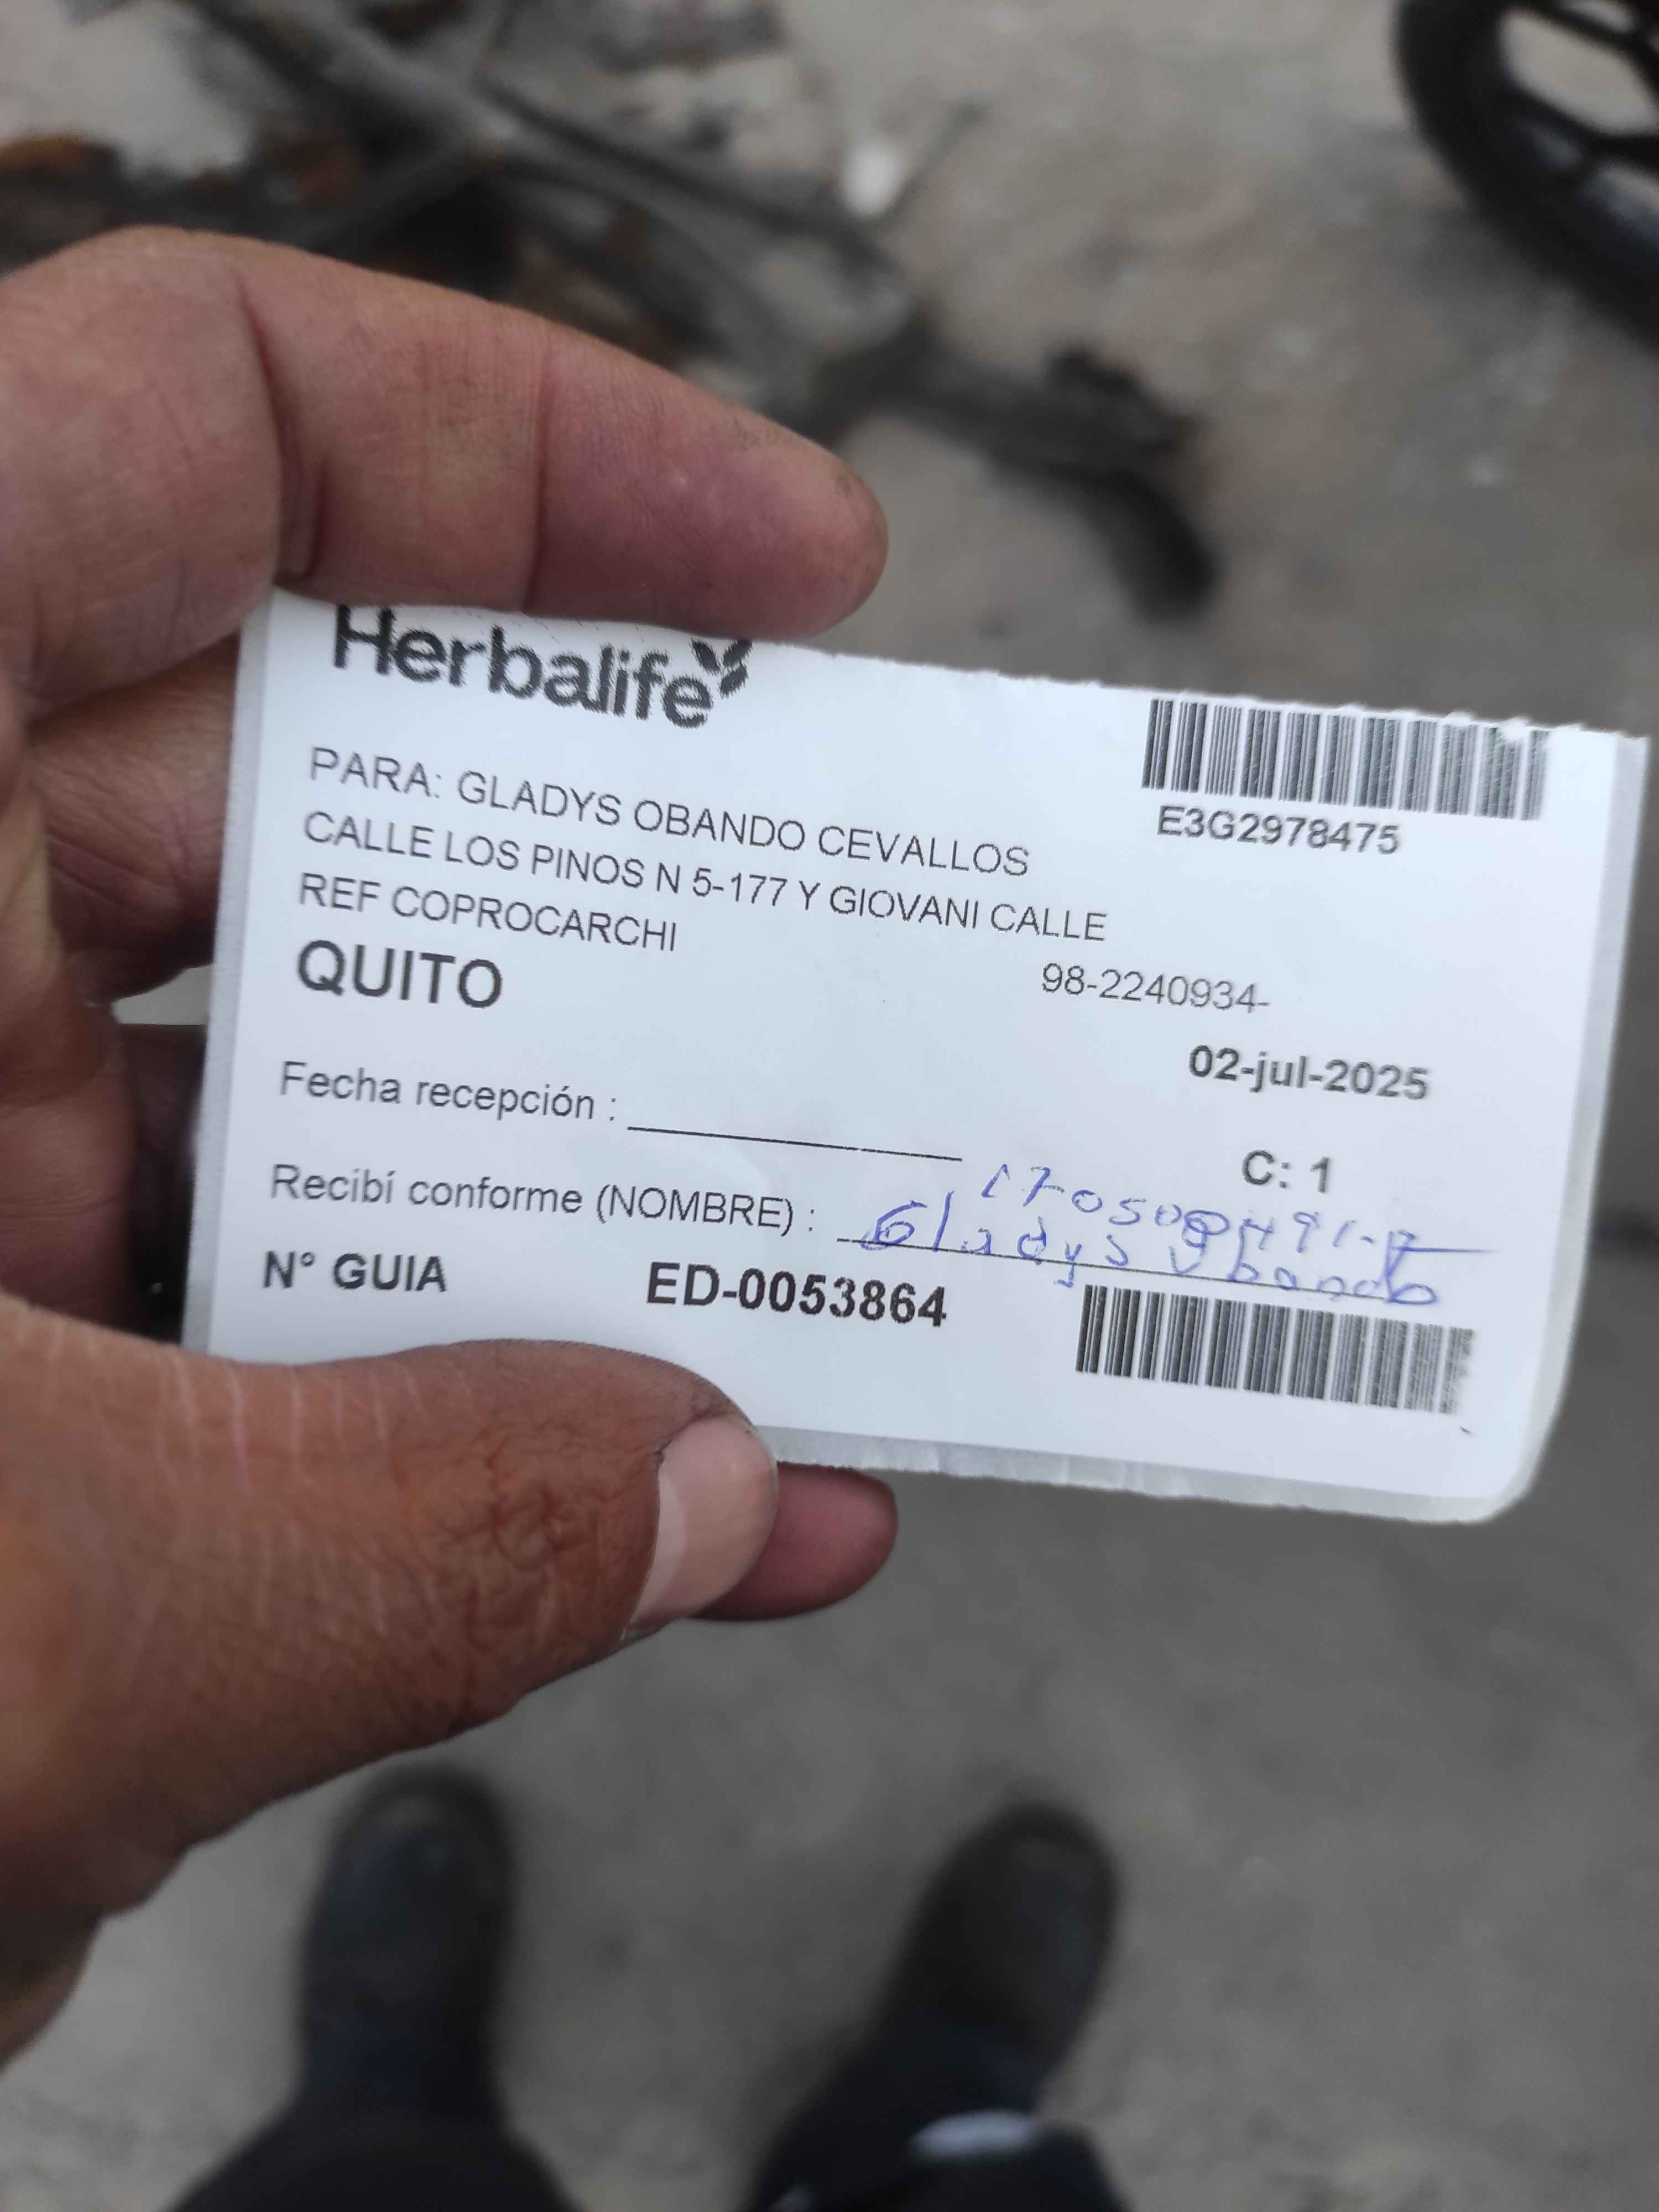 Herbalife
E3G2978475
PARA: GLADYS OBANDO CEVALLOS
CALLE LOS PINOS N 5-177 Y GIOVANI CALLE
REF COPROCARCHI
98-2240934-
QUITO
02-jul-2025
Fecha recepción :
C: 1
Recibí conforme (NOMBRE) : Gladys Obando
N° GUIA ED-0053864